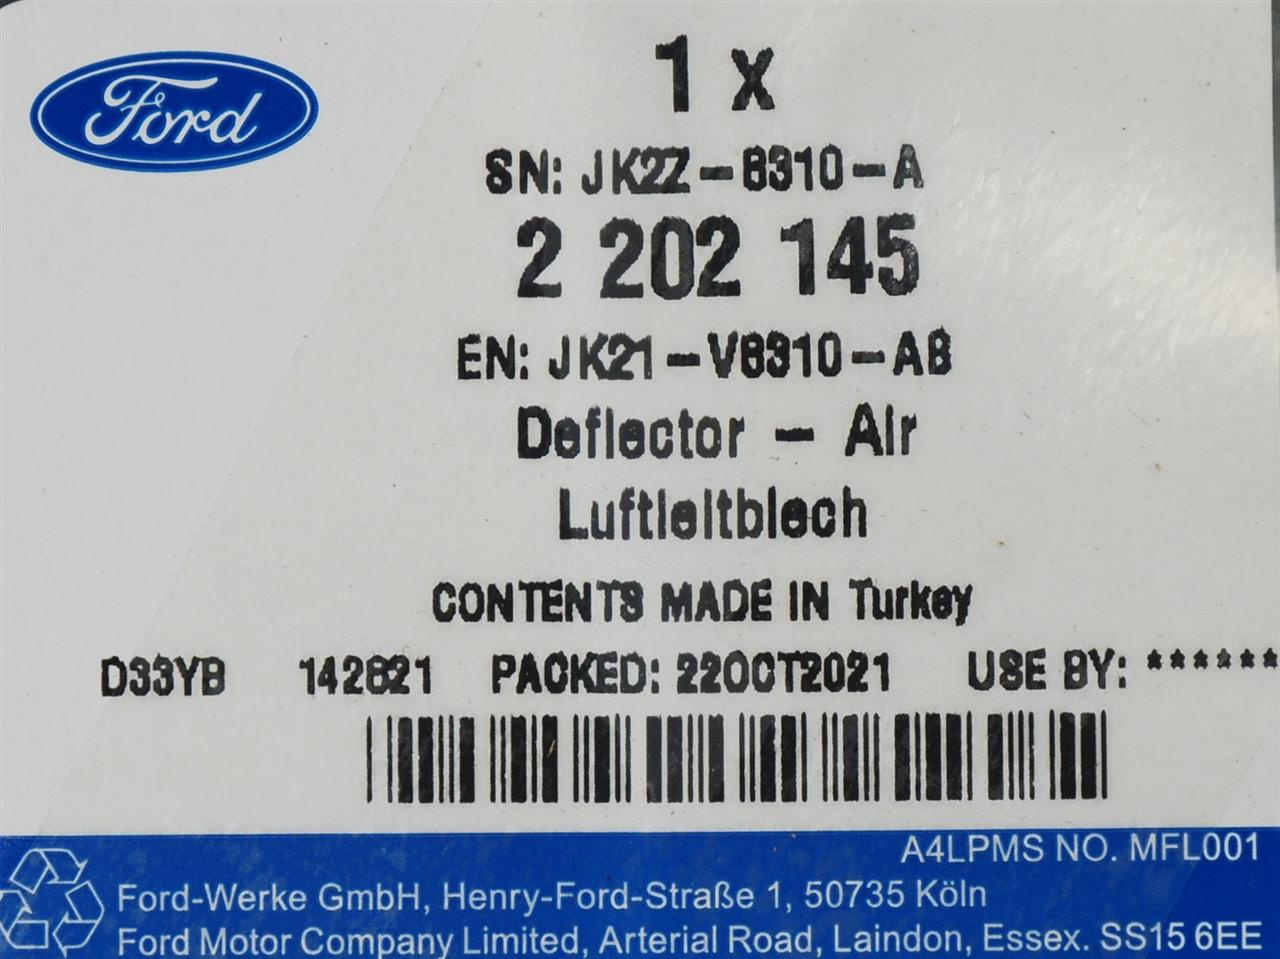 Ford
1 x
SN: JK2Z-8310-A
2 202 145
EN: JK21-V8310-AB
Deflector - Air
Luftleitblech
CONTENTS MADE IN Turkey
D33YB 142821 PACKED: 22OCT2021 USE BY: ******
A4LPMS NO. MFL001
Ford-Werke GmbH, Henry-Ford-Straße 1, 50735 Köln
Ford Motor Company Limited, Arterial Road, Laindon, Essex. SS15 6EE